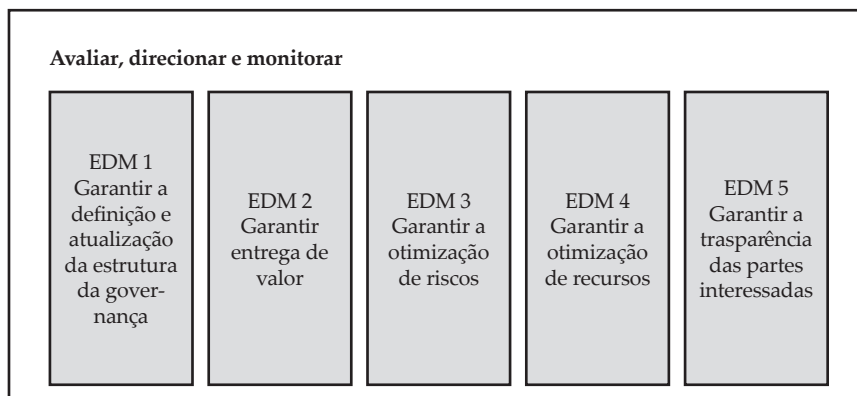 Avaliar, direcionar e monitorar
EDM 1
Garantir a
definição e
atualização
da estrutura
da gover-
nança
EDM 2
Garantir
entrega de
valor
EDM 3
Garantir a
otimização
de riscos
EDM 4
Garantir a
otimização
de recursos
EDM 5
Garantir a
trasparência
das partes
interessadas